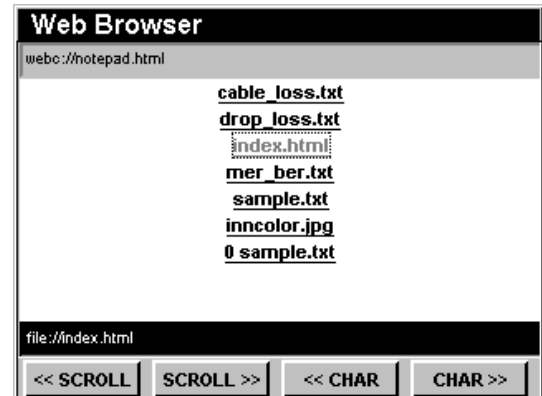 Web Browser
webc://notepad.html
cable_loss.txt
drop_loss.txt
index.html
mer_ber.txt
sample.txt
inncolor.jpg
0 sample.txt
file://index.html
<< SCROLL SCROLL >> << CHAR CHAR >>